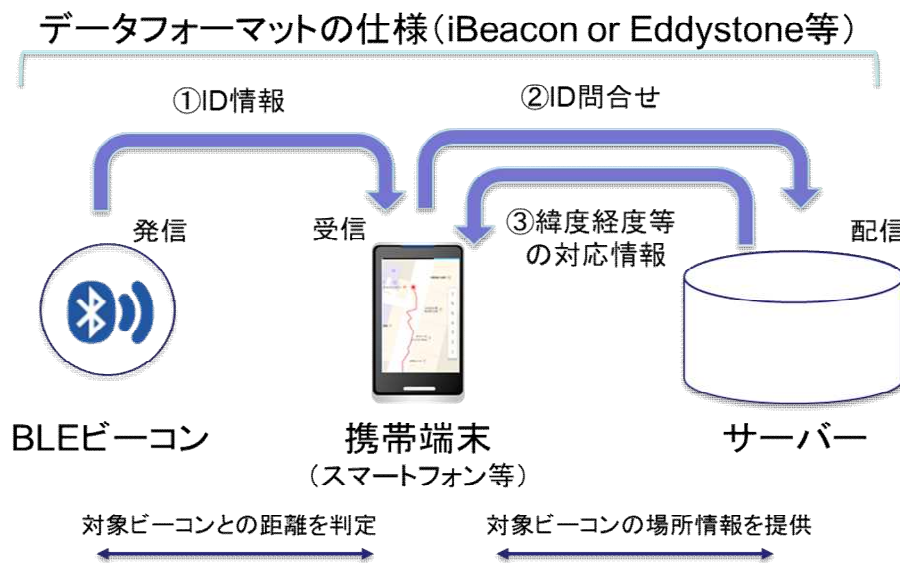 データフォーマットの仕様（iBeacon or Eddystone等）
①ID情報
②ID問合せ
発信
受信
③緯度経度等
の対応情報
配信
BLEビーコン
携帯端末
（スマートフォン等）
サーバー
対象ビーコンとの距離を判定
対象ビーコンの場所情報を提供